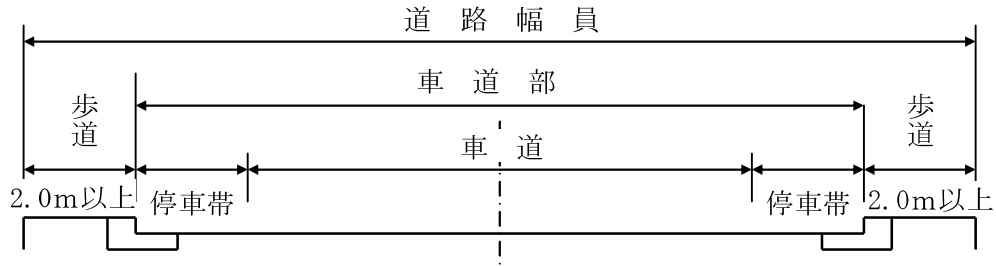 道路幅員
車道部
歩道
歩道
車道
2.0m以上
停車帯
停車帯
2.0m以上